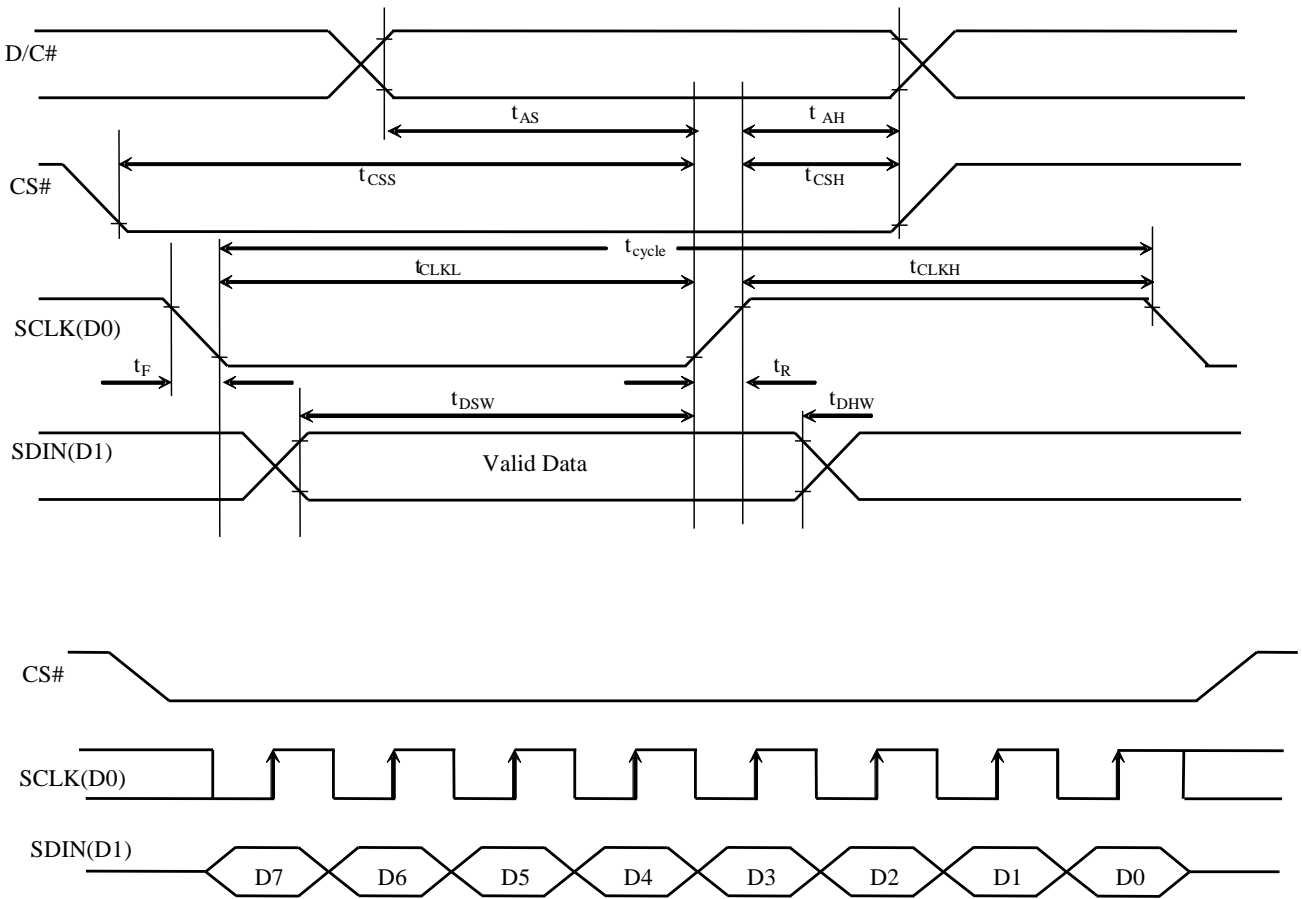 D/C#
t_AS
t_AH
CS#
t_CSS
t_CSH
t_cycle
t_CLKL
t_CLKH
SCLK(D0)
t_F
t_R
t_DSW
t_DHW
SDIN(D1)
Valid Data
CS#
SCLK(D0)
SDIN(D1)
D7 D6 D5 D4 D3 D2 D1 D0